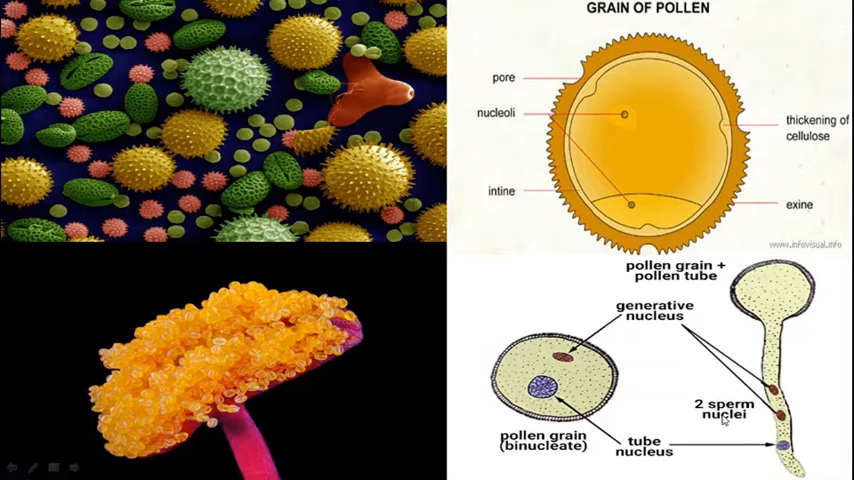 GRAIN OF POLLEN
pore
nucleoli
thickening of
cellulose
intine
exine
www.infovisual.info
pollen grain +
pollen tube
generative
nucleus
2 sperm
nuclei
pollen grain
(binucleate)
tube
nucleus